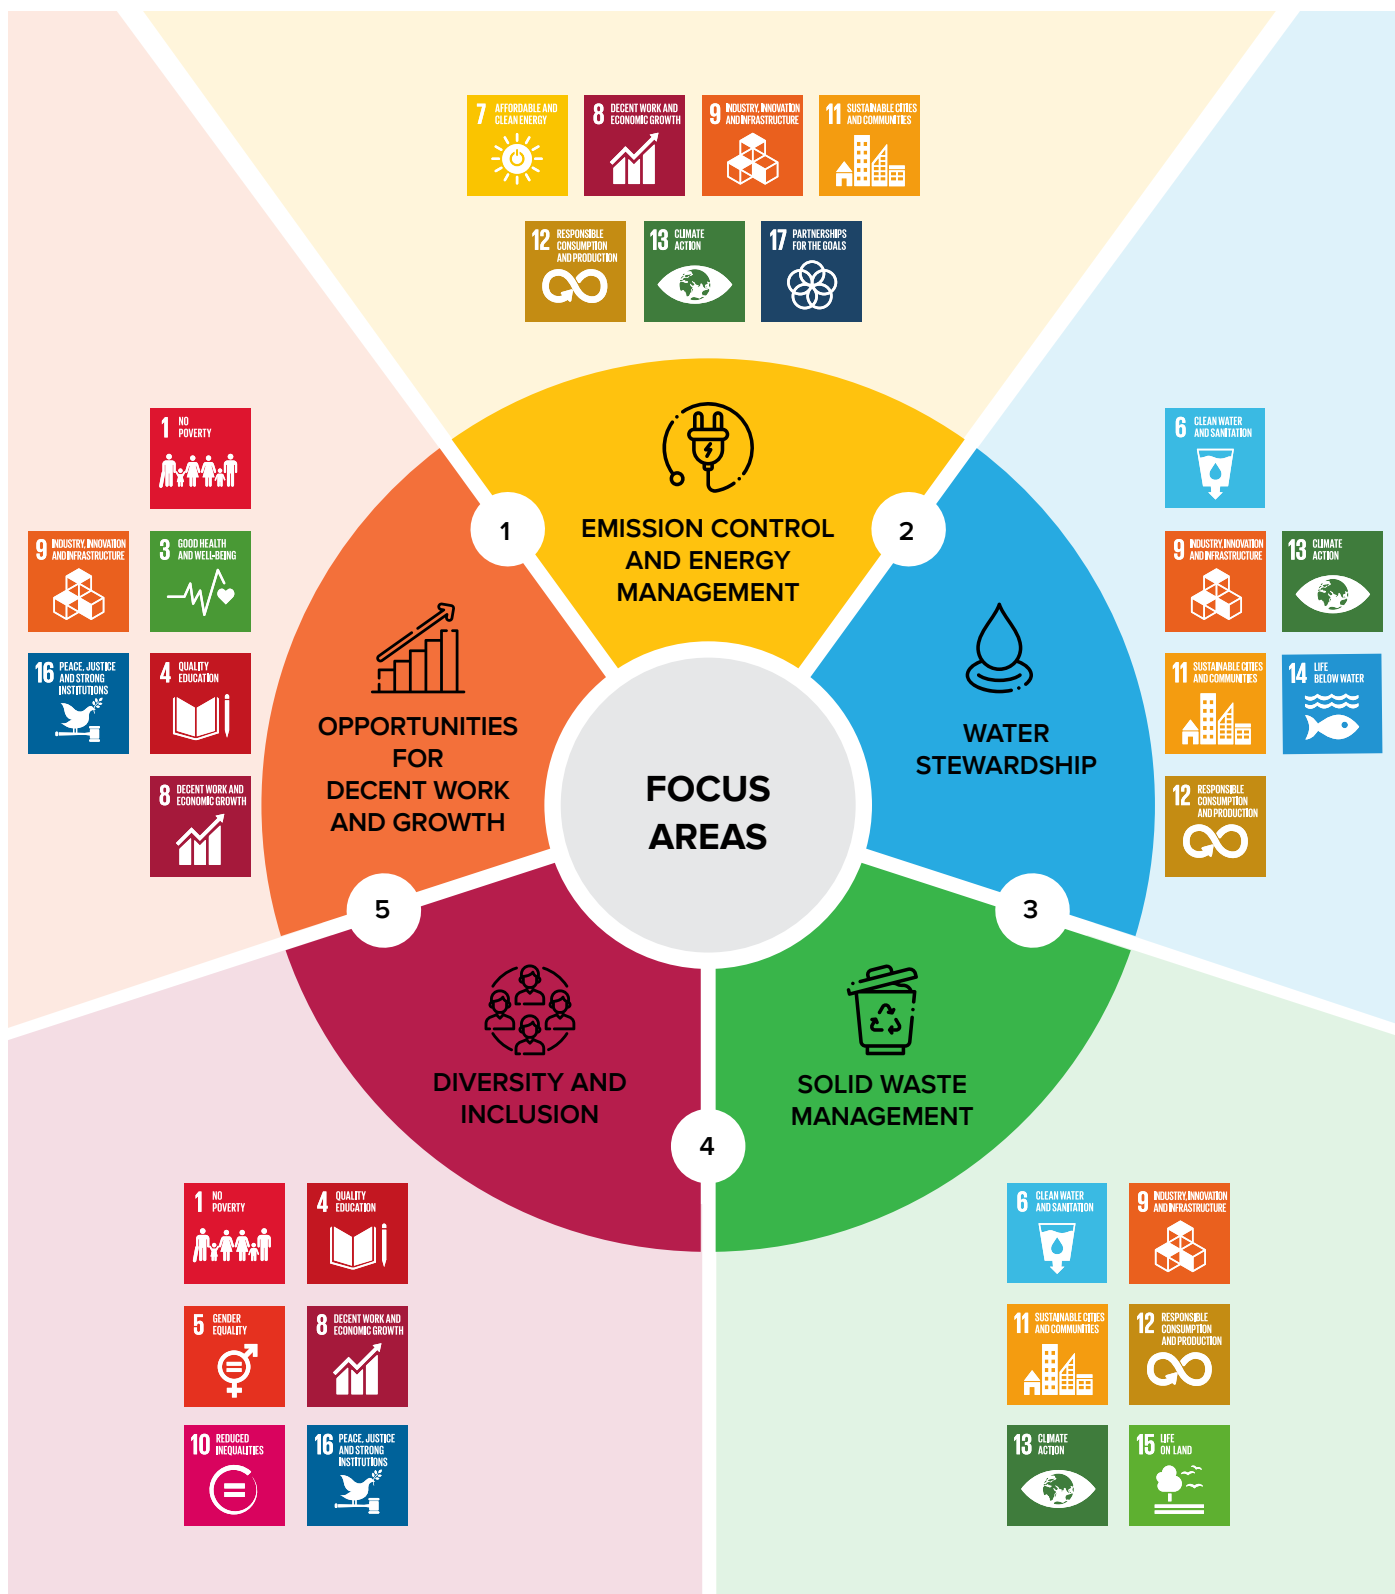 7 AFFORDABLE AND
CLEAN ENERGY
8 DECENT WORK AND
ECONOMIC GROWTH
9 INDUSTRY, INNOVATION
AND INFRASTRUCTURE
11 SUSTAINABLE CITIES
AND COMMUNITIES
12 RESPONSIBLE
CONSUMPTION
AND PRODUCTION
13 CLIMATE
ACTION
17 PARTNERSHIPS
FOR THE GOALS
1
EMISSION CONTROL
AND ENERGY
MANAGEMENT
2
6 CLEAN WATER
AND SANITATION
9 INDUSTRY, INNOVATION
AND INFRASTRUCTURE
13 CLIMATE
ACTION
11 SUSTAINABLE CITIES
AND COMMUNITIES
14 LIFE
BELOW WATER
12 RESPONSIBLE
CONSUMPTION
AND PRODUCTION
WATER
STEWARDSHIP
3
SOLID WASTE
MANAGEMENT
6 CLEAN WATER
AND SANITATION
9 INDUSTRY, INNOVATION
AND INFRASTRUCTURE
11 SUSTAINABLE CITIES
AND COMMUNITIES
12 RESPONSIBLE
CONSUMPTION
AND PRODUCTION
13 CLIMATE
ACTION
15 LIFE
ON LAND
4
DIVERSITY AND
INCLUSION
1 NO
POVERTY
4 QUALITY
EDUCATION
5 GENDER
EQUALITY
8 DECENT WORK AND
ECONOMIC GROWTH
10 REDUCED
INEQUALITIES
16 PEACE, JUSTICE
AND STRONG
INSTITUTIONS
5
OPPORTUNITIES
FOR
DECENT WORK
AND GROWTH
1 NO
POVERTY
9 INDUSTRY, INNOVATION
AND INFRASTRUCTURE
3 GOOD HEALTH
AND WELL-BEING
16 PEACE, JUSTICE
AND STRONG
INSTITUTIONS
4 QUALITY
EDUCATION
8 DECENT WORK AND
ECONOMIC GROWTH
FOCUS
AREAS